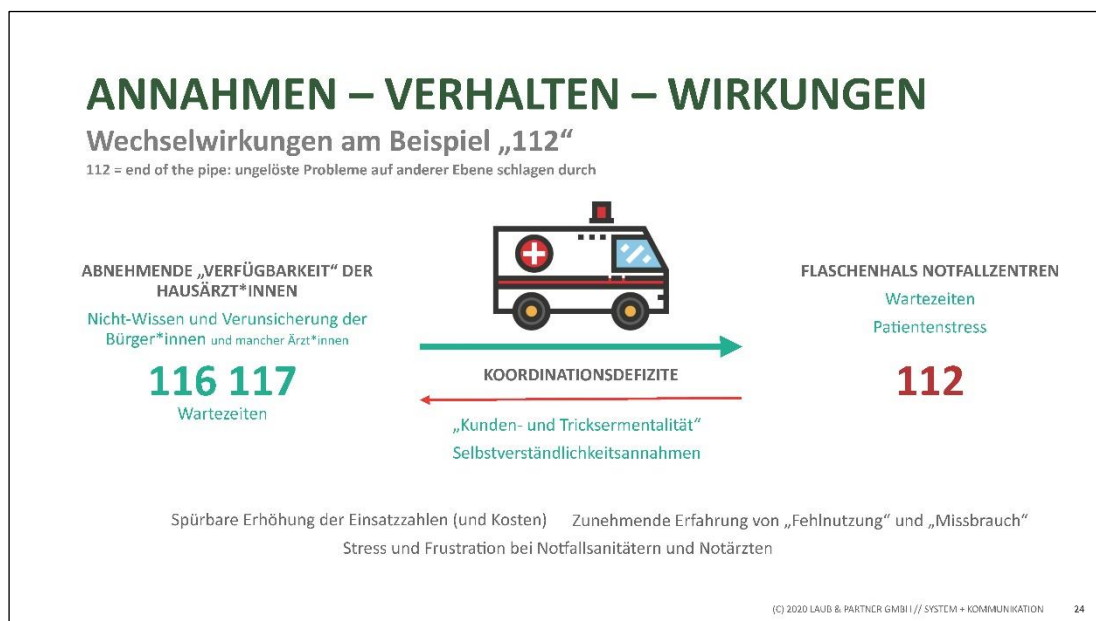 ANNAHMEN – VERHALTEN – WIRKUNGEN
Wechselwirkungen am Beispiel „112“
112 = end of the pipe: ungelöste Probleme auf anderer Ebene schlagen durch
ABNEHMENDE „VERFÜGBARKEIT“ DER
HAUSÄRZT*INNEN
Nicht-Wissen und Verunsicherung der
Bürger*innen und mancher Ärzt*innen
116 117
Wartezeiten
KOORDINATIONSDEFIZITE
„Kunden- und Tricksermentalität“
Selbstverständlichkeitsannahmen
FLASCHENHALS NOTFALLZENTREN
Wartezeiten
Patientenstress
112
Spürbare Erhöhung der Einsatzzahlen (und Kosten) Zunehmende Erfahrung von „Fehlnutzung“ und „Missbrauch“
Stress und Frustration bei Notfallsanitätern und Notärzten
(C) 2020 LAUB & PARTNER GMBH // SYSTEM + KOMMUNIKATION 24